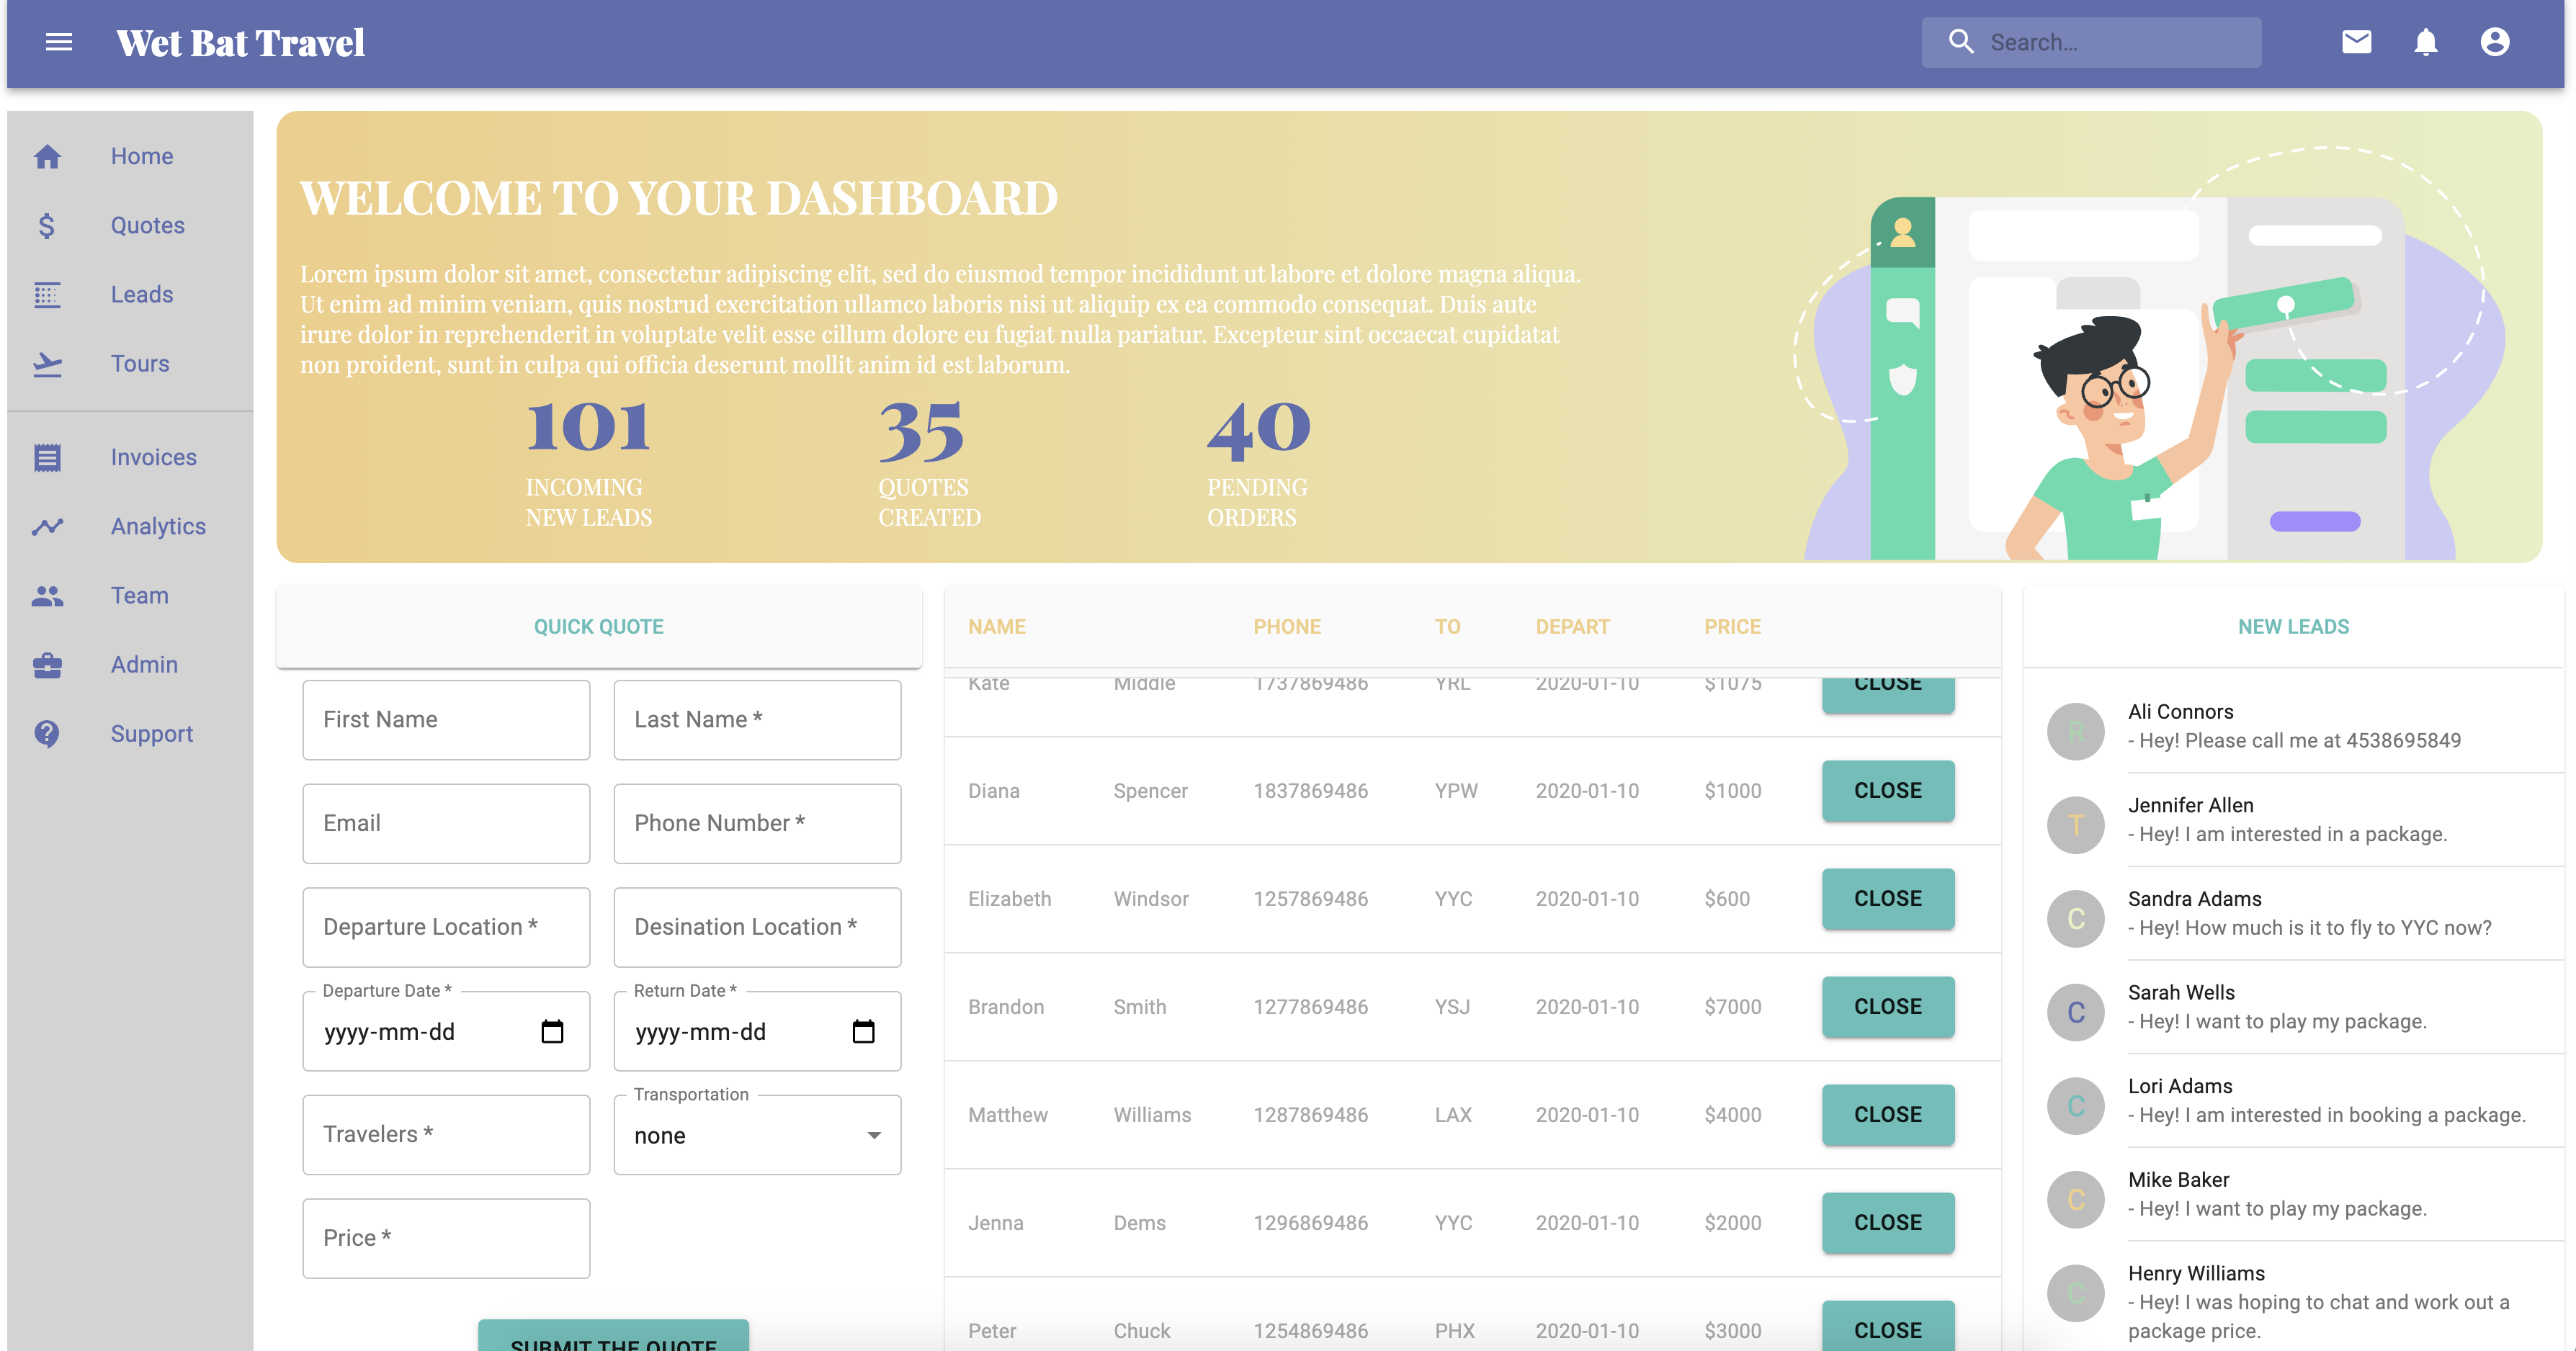 Wet Bat Travel
Search...
Home
Quotes
Leads
Tours
Invoices
Analytics
Team
Admin
Support
WELCOME TO YOUR DASHBOARD
Lorem ipsum dolor sit amet, consectetur adipiscing elit, sed do eiusmod tempor incididunt ut labore et dolore magna aliqua.
Ut enim ad minim veniam, quis nostrud exercitation ullamco laboris nisi ut aliquip ex ea commodo consequat. Duis aute
irure dolor in reprehenderit in voluptate velit esse cillum dolore eu fugiat nulla pariatur. Excepteur sint occaecat cupidatat
non proident, sunt in culpa qui officia deserunt mollit anim id est laborum.
101 35 40
INCOMING QUOTES PENDING
NEW LEADS CREATED ORDERS
QUICK QUOTE
First Name Last Name *
Email Phone Number *
Departure Location * Desination Location *
Departure Date * Return Date *
yyyy-mm-dd yyyy-mm-dd
Transportation
Travelers * none
Price *
SUBMIT THE QUOTE
NAME PHONE TO DEPART PRICE
Kate Middle 1737869486 YRL 2020-01-10 $1075 CLOSE
Diana Spencer 1837869486 YPW 2020-01-10 $1000 CLOSE
Elizabeth Windsor 1257869486 YYC 2020-01-10 $600 CLOSE
Brandon Smith 1277869486 YSJ 2020-01-10 $7000 CLOSE
Matthew Williams 1287869486 LAX 2020-01-10 $4000 CLOSE
Jenna Dems 1296869486 YYC 2020-01-10 $2000 CLOSE
Peter Chuck 1254869486 PHX 2020-01-10 $3000 CLOSE
NEW LEADS
R
Ali Connors
- Hey! Please call me at 4538695849
T
Jennifer Allen
- Hey! I am interested in a package.
C
Sandra Adams
- Hey! How much is it to fly to YYC now?
C
Sarah Wells
- Hey! I want to play my package.
C
Lori Adams
- Hey! I am interested in booking a package.
C
Mike Baker
- Hey! I want to play my package.
C
Henry Williams
- Hey! I was hoping to chat and work out a
package price.